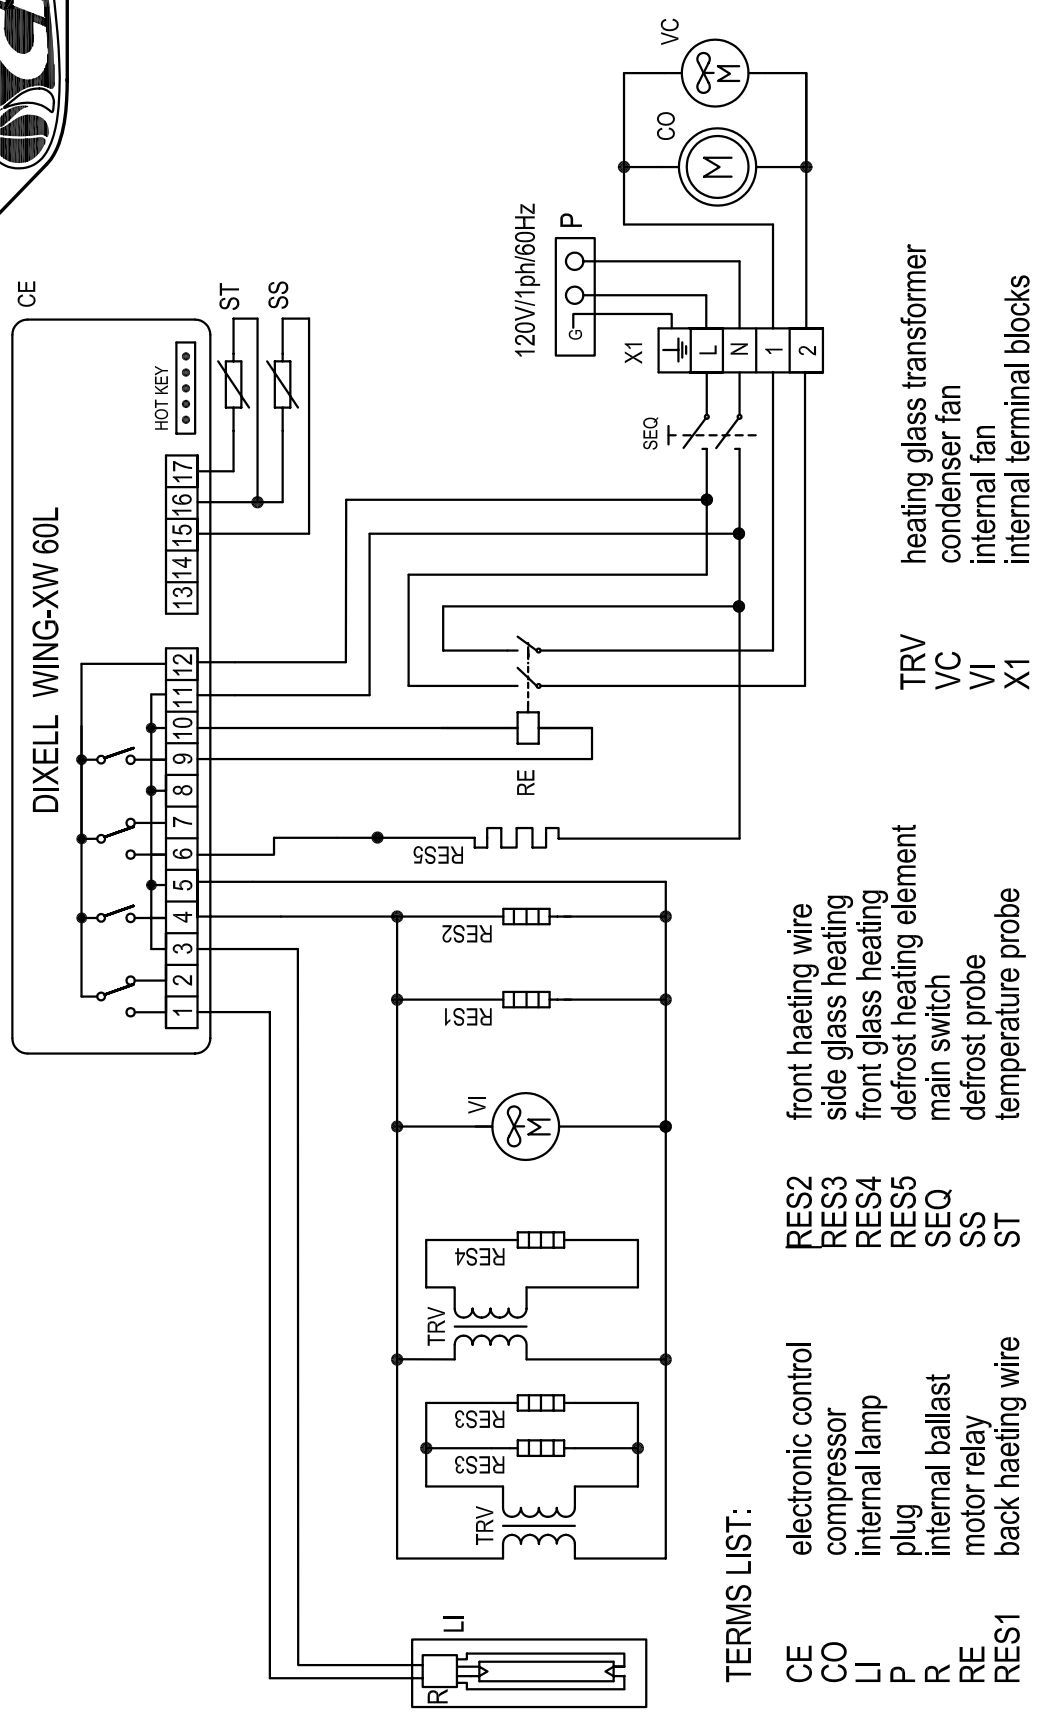 CE
DIXELL WING-XW 60L
HOT KEY
1 2 3 4 5 6 7 8 9 10 11 12
13 14 15 16 17
ST
SS
LI
R
TRV
RES3
RES3
TRV
RES4
VI
RES1
RES2
RES5
RE
SEQ
X1
L
N
1
2
120V/1ph/60Hz
P
G
CO
M
VC
M
M
TERMS LIST:
CE electronic control
CO compressor
LI internal lamp
P plug
R internal ballast
RE motor relay
RES1 back haeting wire
RES2 front haeting wire
RES3 side glass heating
RES4 front glass heating
RES5 defrost heating element
SEQ main switch
SS defrost probe
ST temperature probe
TRV heating glass transformer
VC condenser fan
VI internal fan
X1 internal terminal blocks